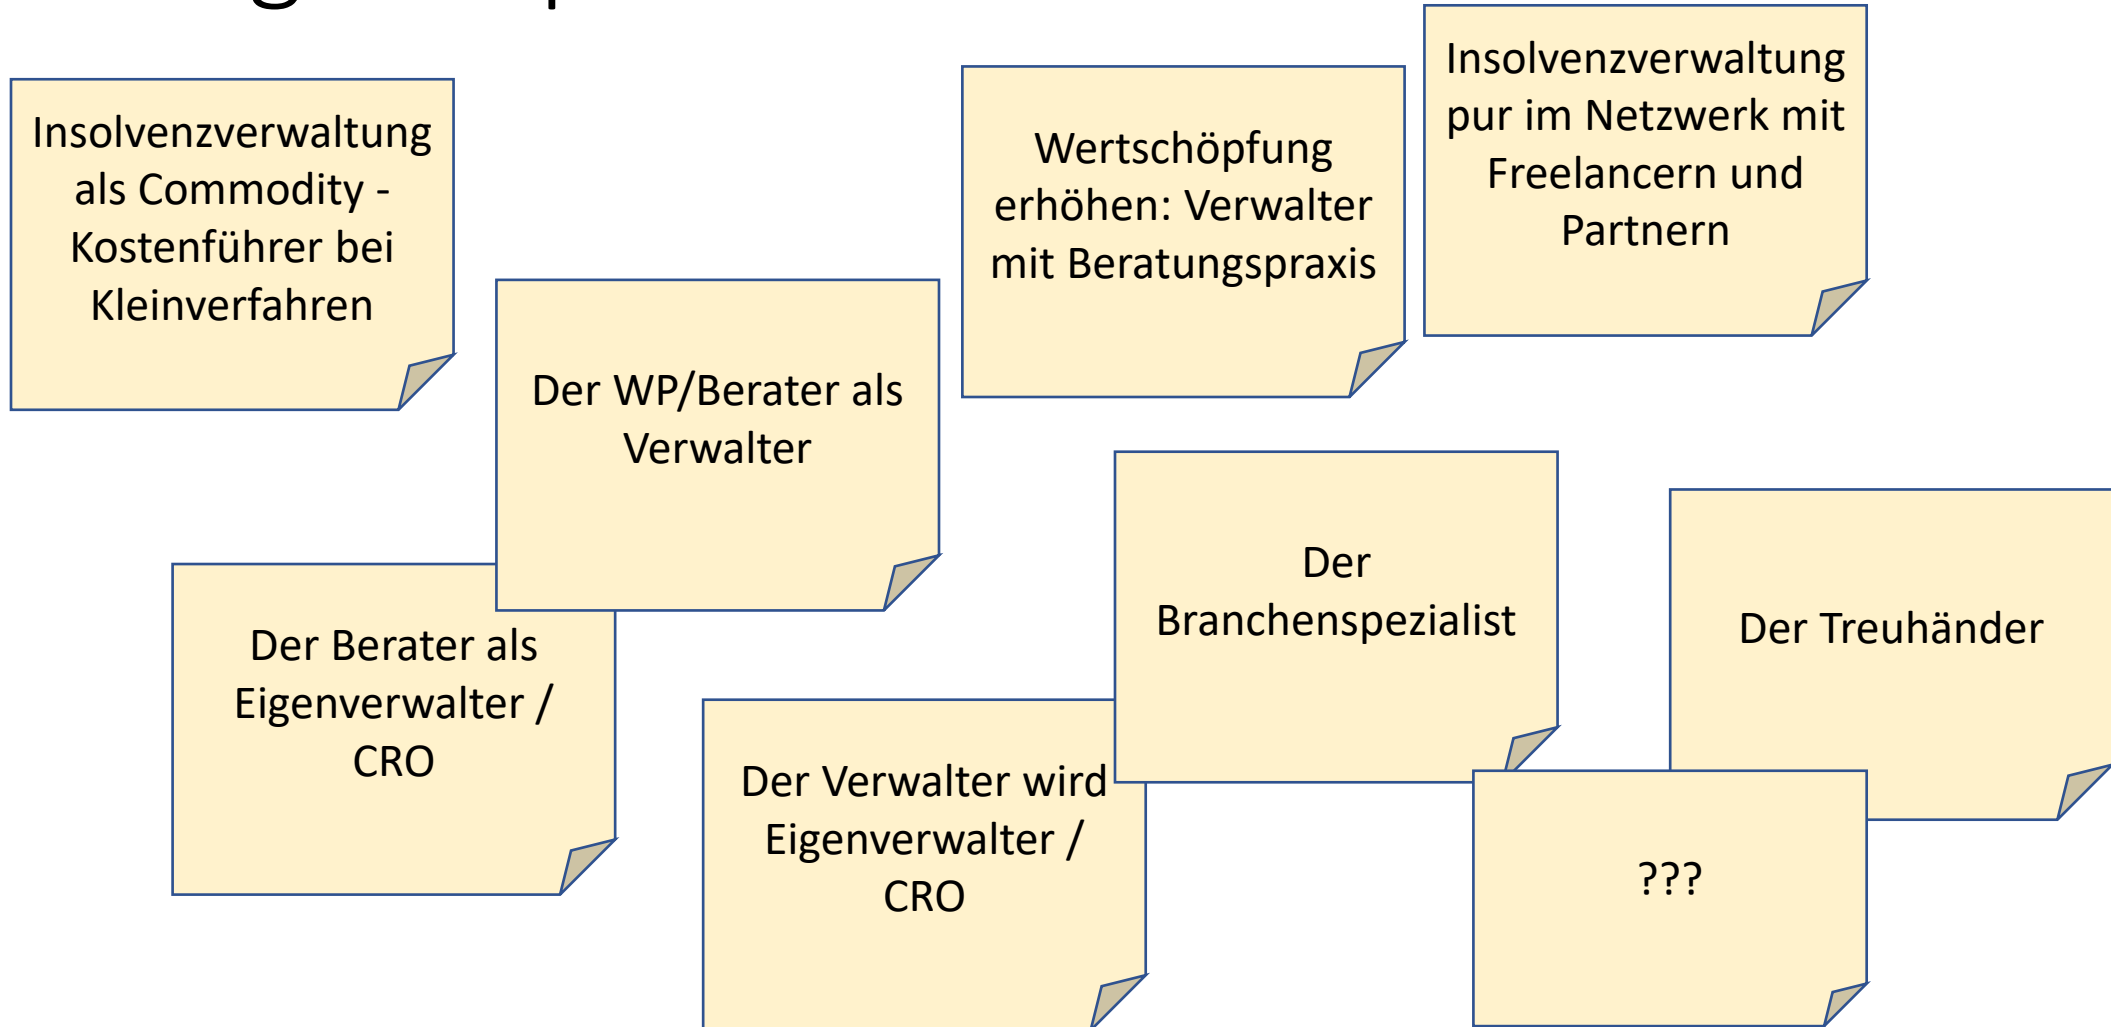 Insolvenzverwaltung
als Commodity -
Kostenführer bei
Kleinverfahren
Der WP/Berater als
Verwalter
Wertschöpfung
erhöhen: Verwalter
mit Beratungspraxis
Insolvenzverwaltung
pur im Netzwerk mit
Freelancern und
Partnern
Der Berater als
Eigenverwalter /
CRO
Der Verwalter wird
Eigenverwalter /
CRO
Der
Branchenspezialist
Der Treuhänder
???